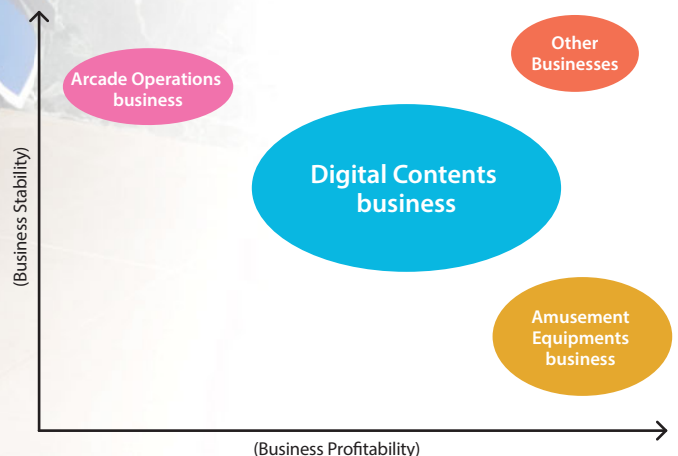 Other
Businesses
Arcade Operations
business
Digital Contents
business
(Business Stability)
Amusement
Equipments
business
(Business Profitability)